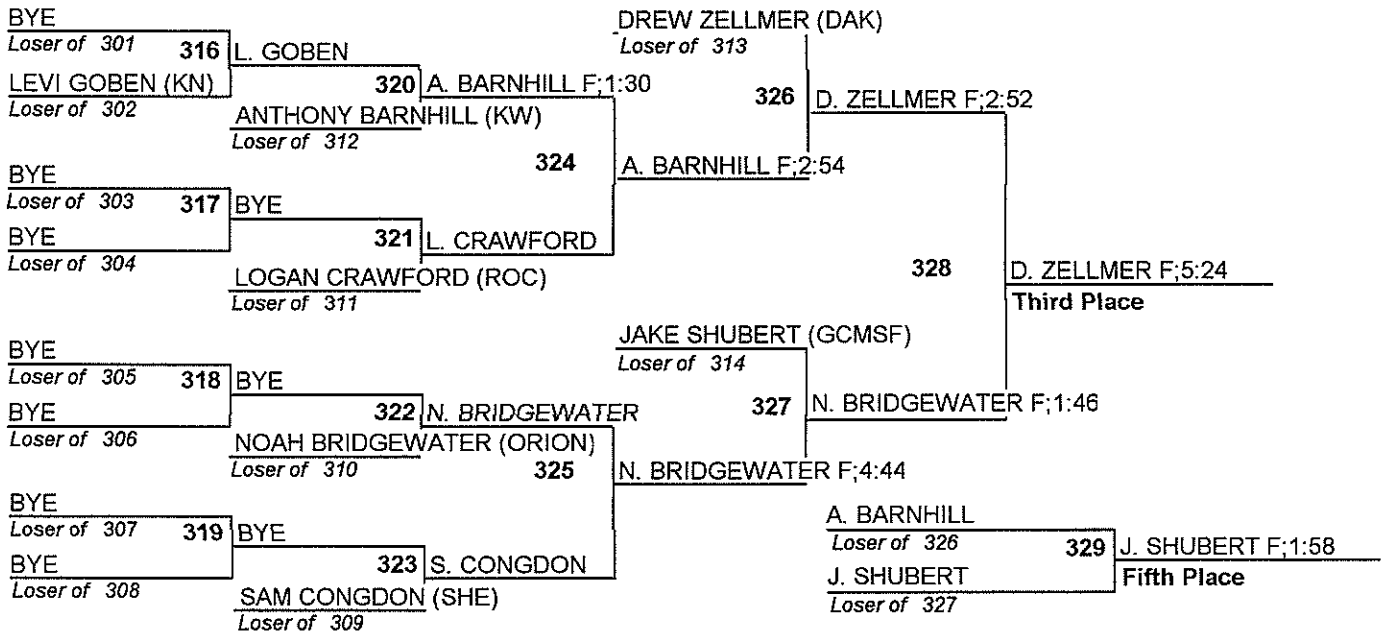 BYE
Loser of 301
316
L. GOBEN
LEVI GOBEN (KN)
Loser of 302
320
A. BARNHILL F;1:30
ANTHONY BARNHILL (KW)
Loser of 312
324
A. BARNHILL F;2:54
BYE
Loser of 303
317
BYE
BYE
Loser of 304
321
L. CRAWFORD
LOGAN CRAWFORD (ROC)
Loser of 311
DREW ZELLMER (DAK)
Loser of 313
326
D. ZELLMER F;2:52
328
D. ZELLMER F;5:24
Third Place
BYE
Loser of 305
318
BYE
BYE
Loser of 306
322
N. BRIDGEWATER
NOAH BRIDGEWATER (ORION)
Loser of 310
325
N. BRIDGEWATER F;4:44
BYE
Loser of 307
319
BYE
BYE
Loser of 308
323
S. CONGDON
SAM CONGDON (SHE)
Loser of 309
JAKE SHUBERT (GCMSF)
Loser of 314
327
N. BRIDGEWATER F;1:46
A. BARNHILL
Loser of 326
329
J. SHUBERT F;1:58
Fifth Place
J. SHUBERT
Loser of 327